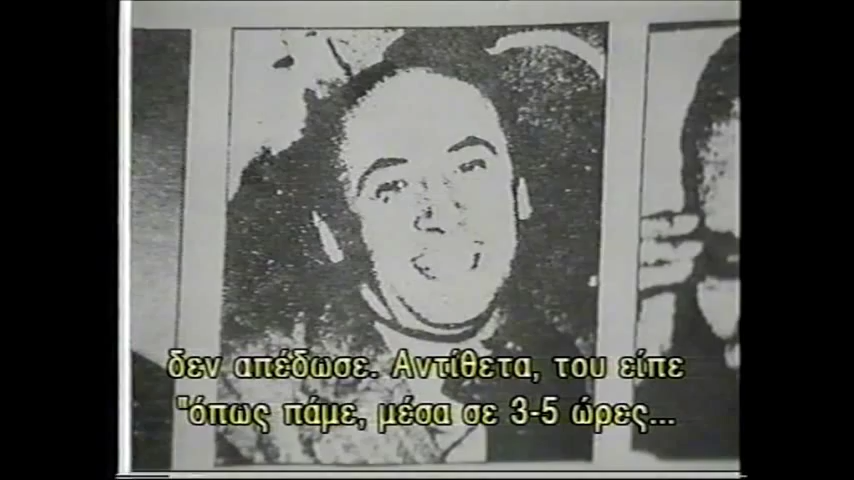 δεν απέδωσε. Αντίθετα, του είπε
"όπως πάμε, μέσα σε 3-5 ώρες...